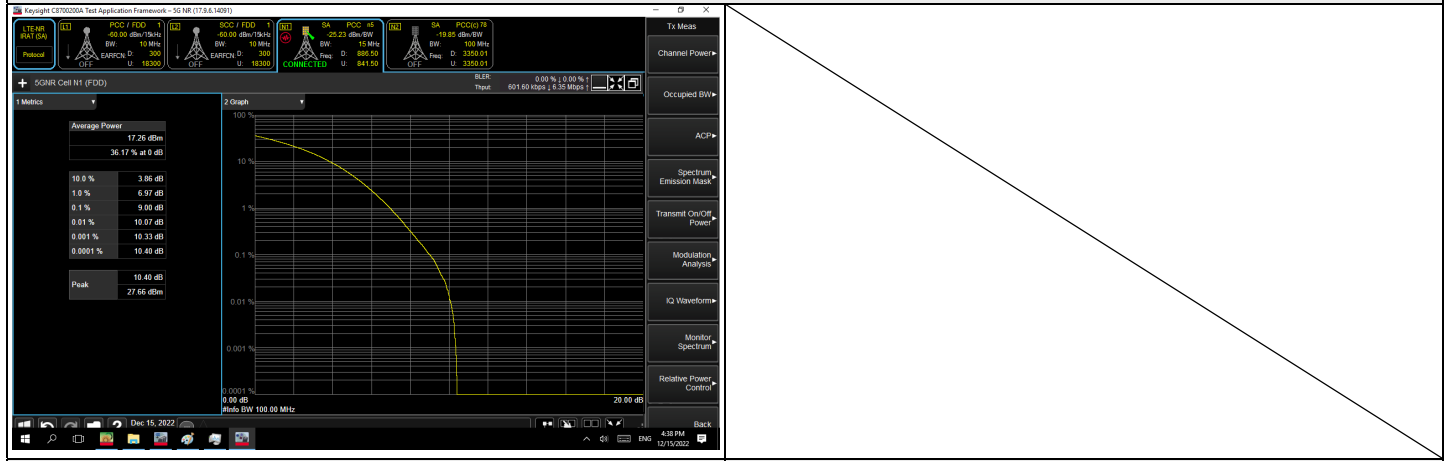 Keysight C8700200A Test Application Framework – 5G NR (17.9.6.14091)
LTE-NR
IRAT (SA)
Protocol
L1 PCC / FDD 1
-60.00 dBm/15kHz
BW: 10 MHz
EARFCN: D: 300
U: 18300
OFF
L2 SCC / FDD 1
-60.00 dBm/15kHz
BW: 10 MHz
EARFCN: D: 300
U: 18300
OFF
N1 SA PCC n5
-25.23 dBm/BW
BW: 15 MHz
Freq: D: 886.50
U: 841.50
CONNECTED
N2 SA PCC(c) 78
-19.85 dBm/BW
BW: 100 MHz
Freq: D: 3350.01
U: 3350.01
OFF
5GNR Cell N1 (FDD)
BLER: 0.00 % ↓ 0.00 % ↑
Thput: 601.60 kbps ↓ 6.35 Mbps ↑
1 Metrics
Average Power
17.26 dBm
36.17 % at 0 dB
10.0 % 3.86 dB
1.0 % 6.97 dB
0.1 % 9.00 dB
0.01 % 10.07 dB
0.001 % 10.33 dB
0.0001 % 10.40 dB
Peak
10.40 dB
27.66 dBm
2 Graph
100 %
10 %
1 %
0.1 %
0.01 %
0.001 %
0.0001 %
0.00 dB 20.00 dB
#Info BW 100.00 MHz
Tx Meas
Channel Power
Occupied BW
ACP
Spectrum
Emission Mask
Transmit On/Off
Power
Modulation
Analysis
IQ Waveform
Monitor
Spectrum
Relative Power
Control
Back
Dec 15, 2022
ENG
4:38 PM
12/15/2022